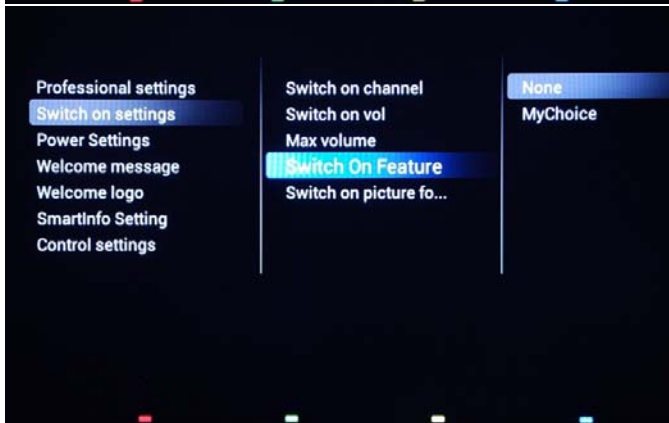 Professional settings
Switch on settings
Power Settings
Welcome message
Welcome logo
SmartInfo Setting
Control settings
Switch on channel
Switch on vol
Max volume
Switch On Feature
Switch on picture fo...
None
MyChoice